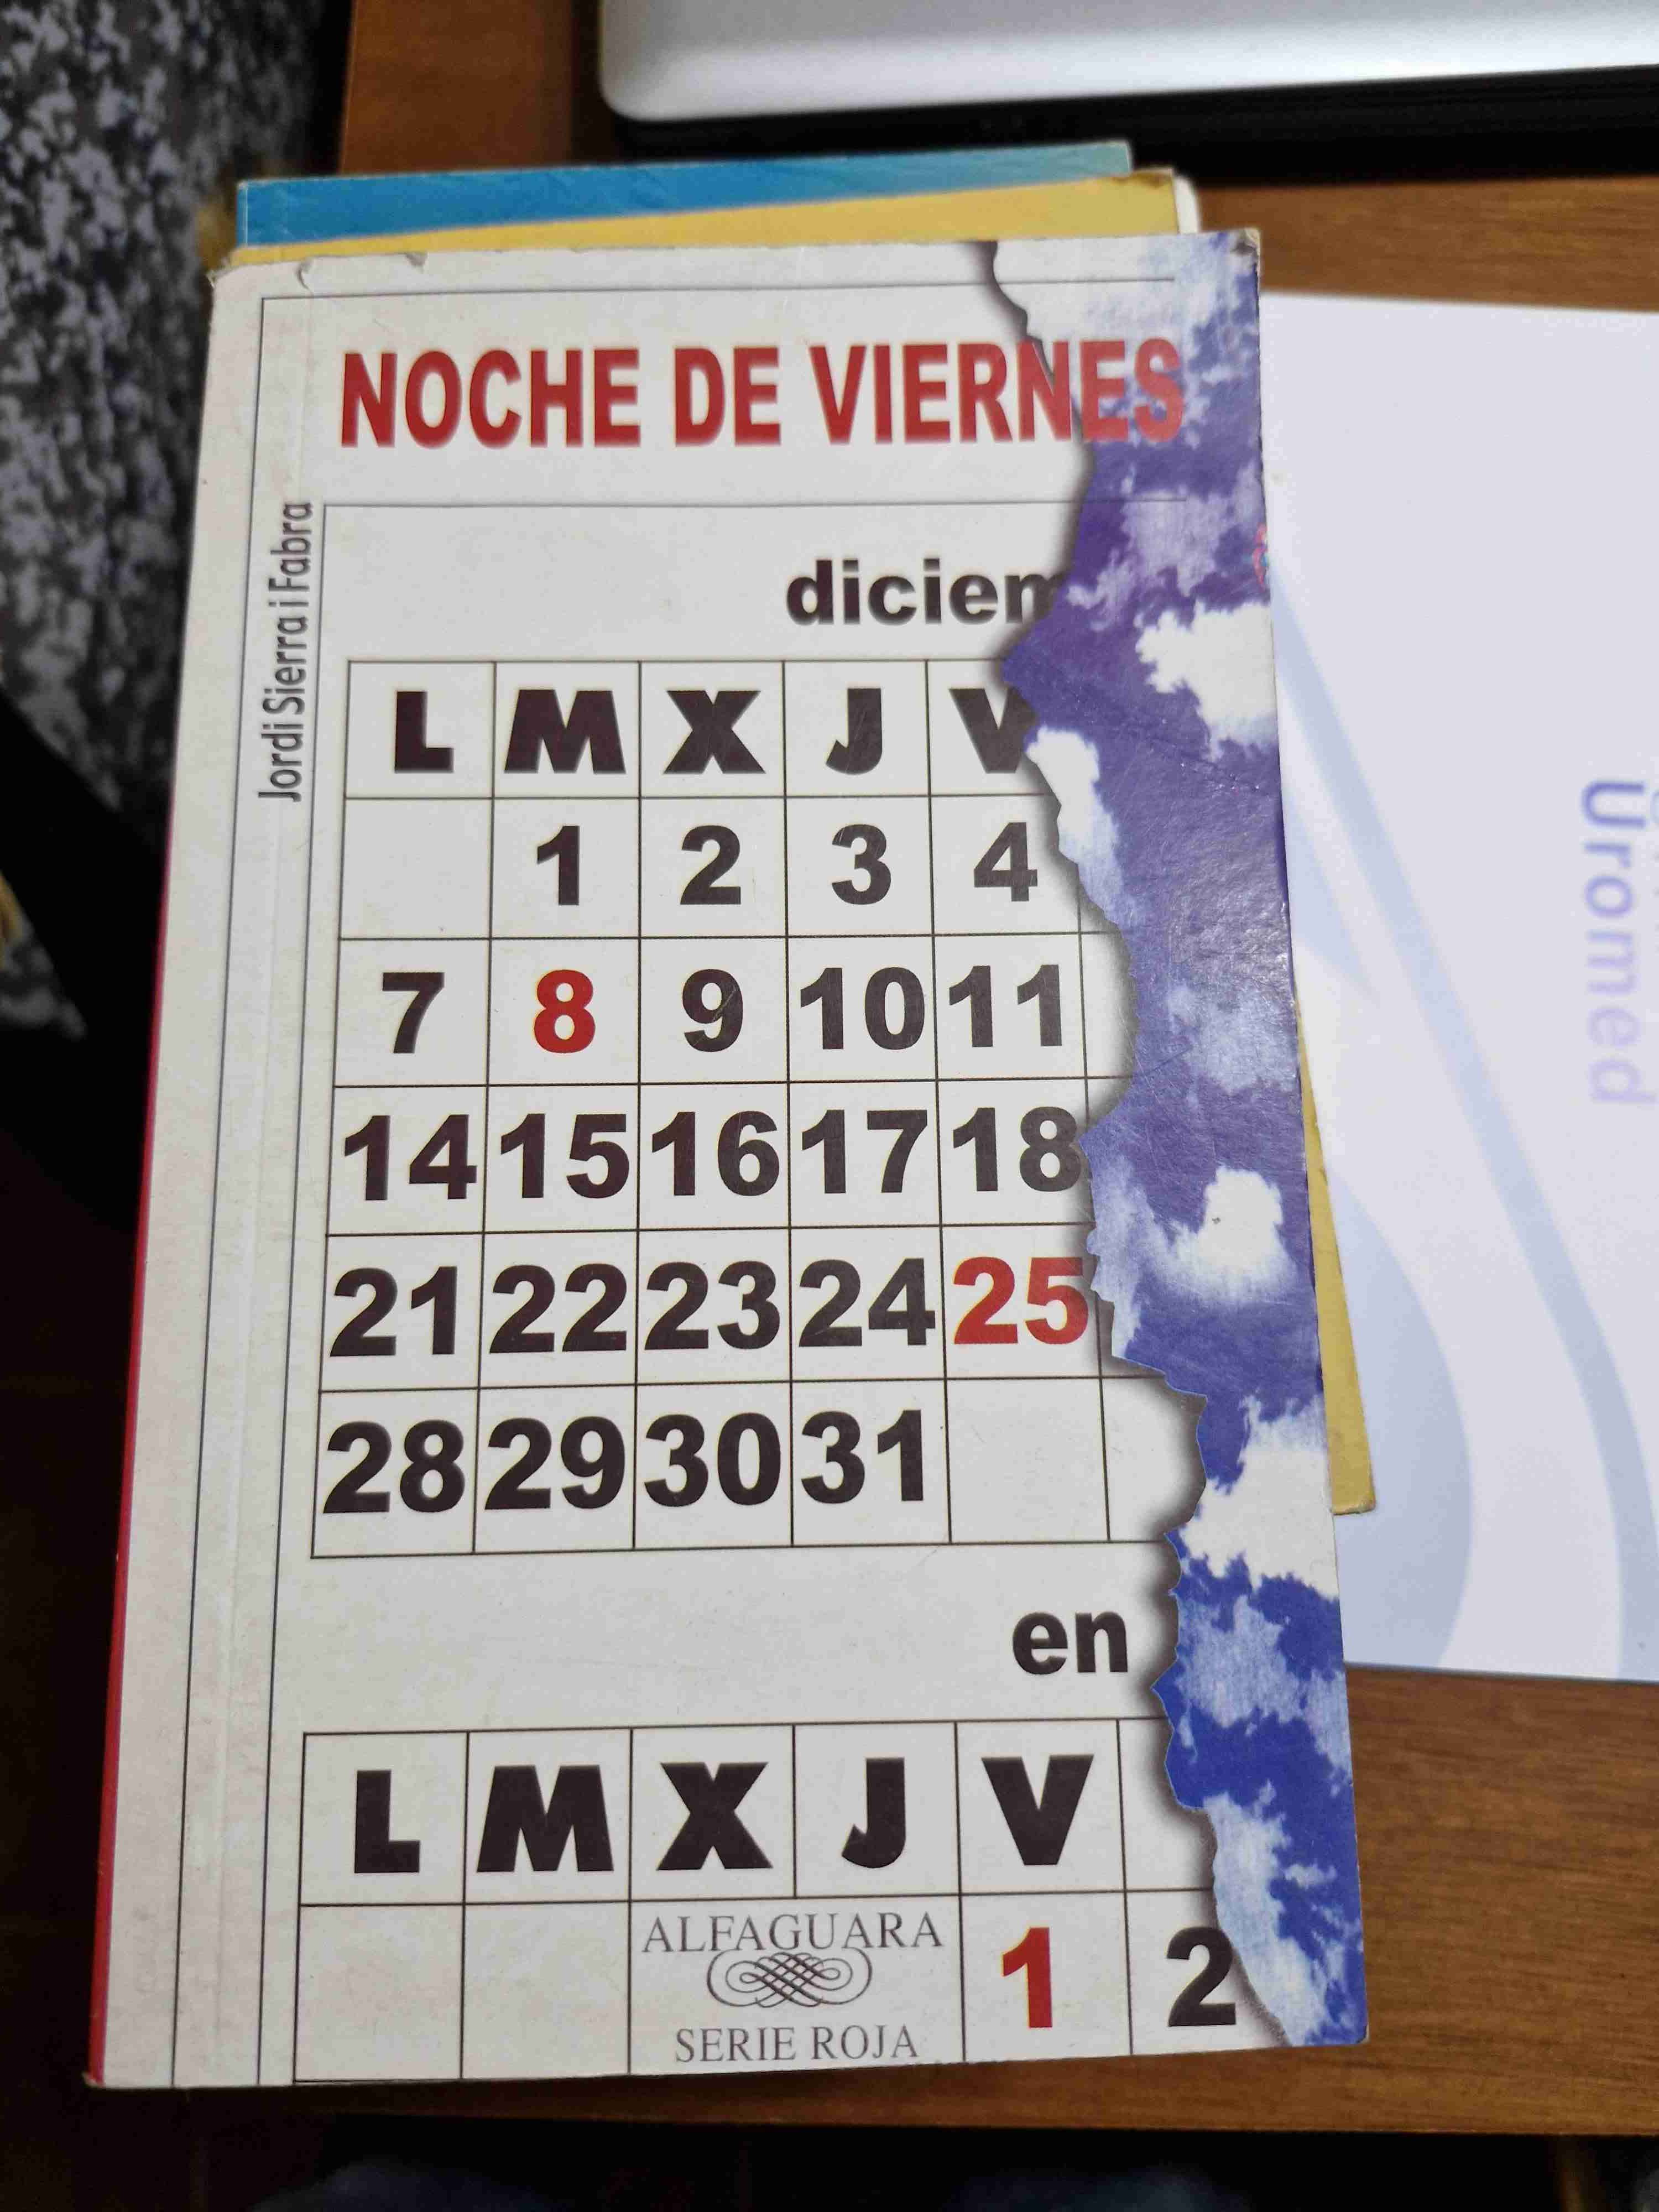 NOCHE DE VIERNES
Jordi Sierra i Fabra
diciem
L M X J V
1 2 3 4
7 8 9 10 11
14 15 16 17 18
21 22 23 24 25
28 29 30 31
en
L M X J V
1 2
ALFAGUARA
SERIE ROJA
Uromed